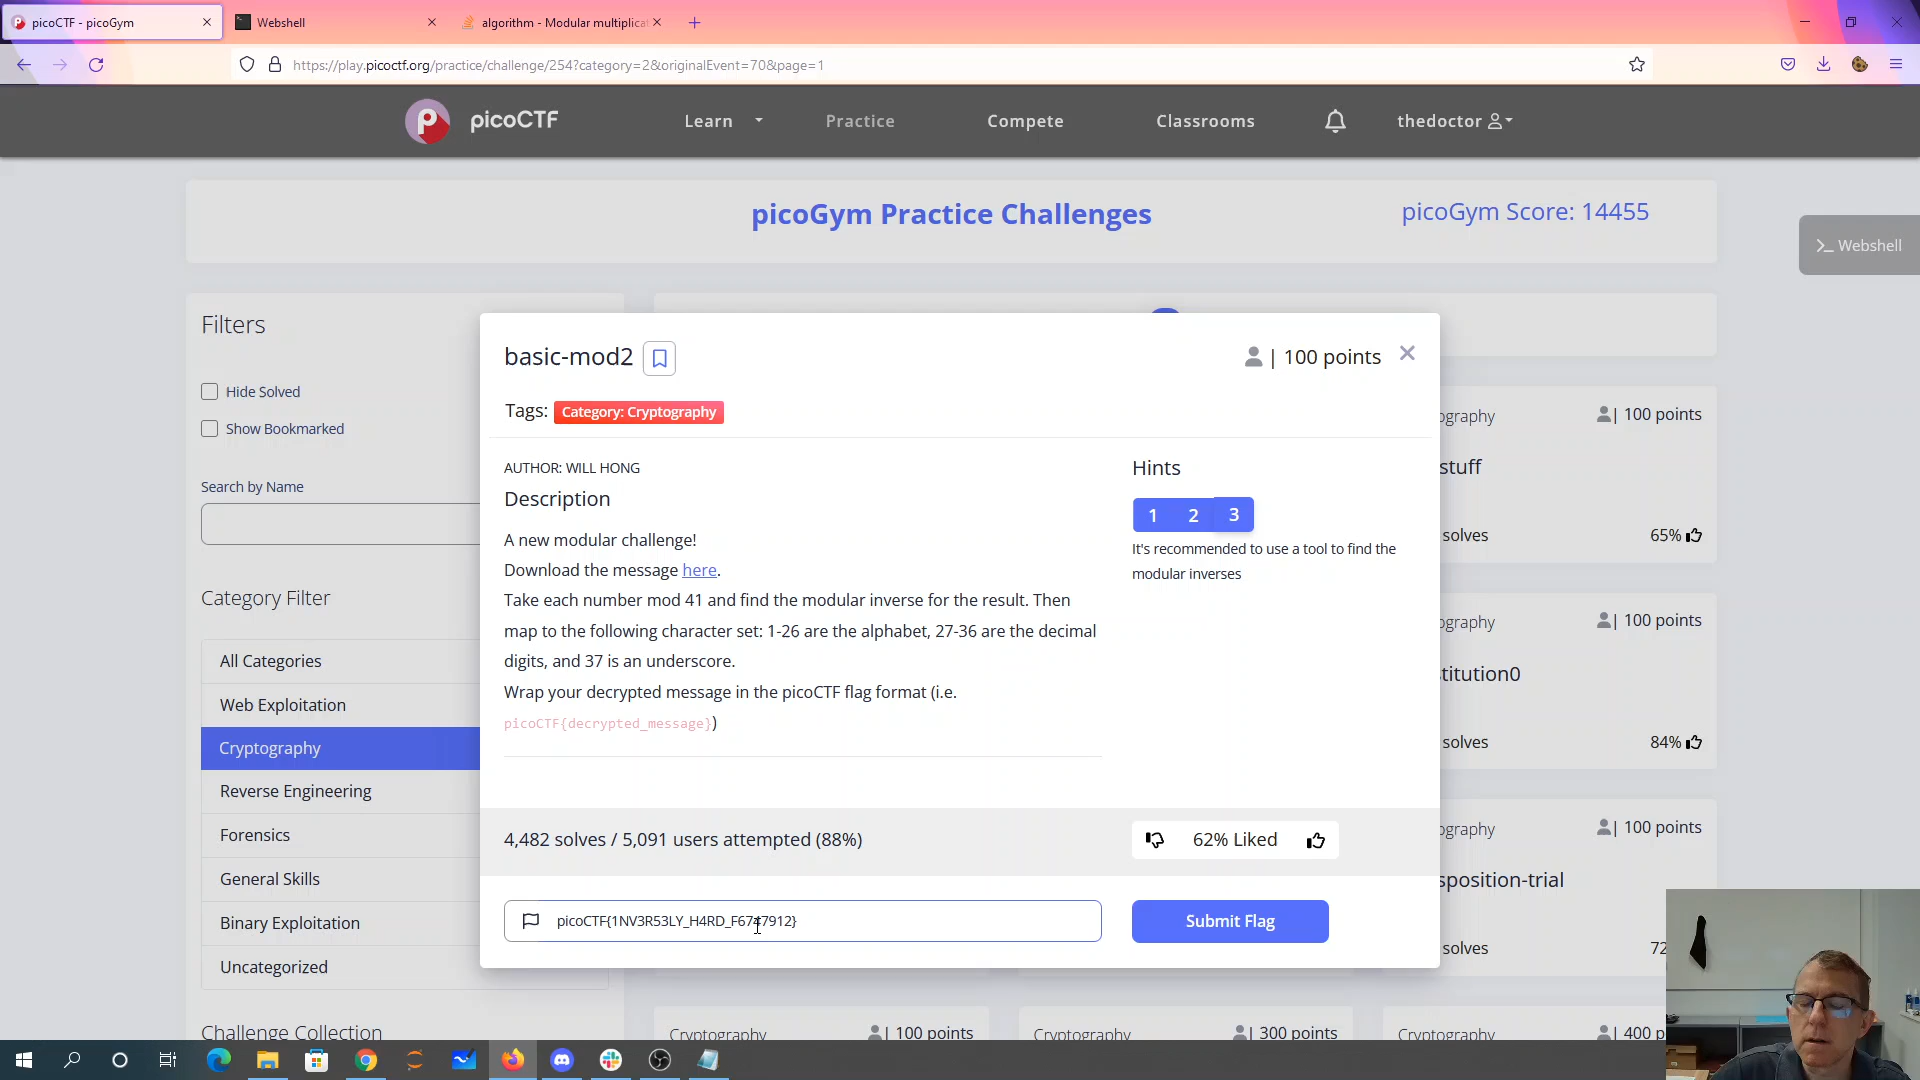 picoCTF - picoGym
Webshell
algorithm - Modular multiplicat
https://play.picoctf.org/practice/challenge/254?category=2&originalEvent=70&page=1
picoCTF
Learn
Practice
Compete
Classrooms
thedoctor
picoGym Practice Challenges
picoGym Score: 14455
>_ Webshell
Filters
Hide Solved
Show Bookmarked
Search by Name
Category Filter
All Categories
Web Exploitation
Cryptography
Reverse Engineering
Forensics
General Skills
Binary Exploitation
Uncategorized
Challenge Collection
basic-mod2
| 100 points
Tags: Category: Cryptography
AUTHOR: WILL HONG
Description
A new modular challenge!
Download the message here.
Take each number mod 41 and find the modular inverse for the result. Then
map to the following character set: 1-26 are the alphabet, 27-36 are the decimal
digits, and 37 is an underscore.
Wrap your decrypted message in the picoCTF flag format (i.e.
picoCTF{decrypted_message})
Hints
1 2 3
It's recommended to use a tool to find the
modular inverses
4,482 solves / 5,091 users attempted (88%)
62% Liked
Submit Flag
ography
| 100 points
stuff
solves
65%
ography
| 100 points
titution0
solves
84%
ography
| 100 points
sposition-trial
solves
72
Cryptography
| 100 points
Cryptography
| 300 points
Cryptography
| 400 p